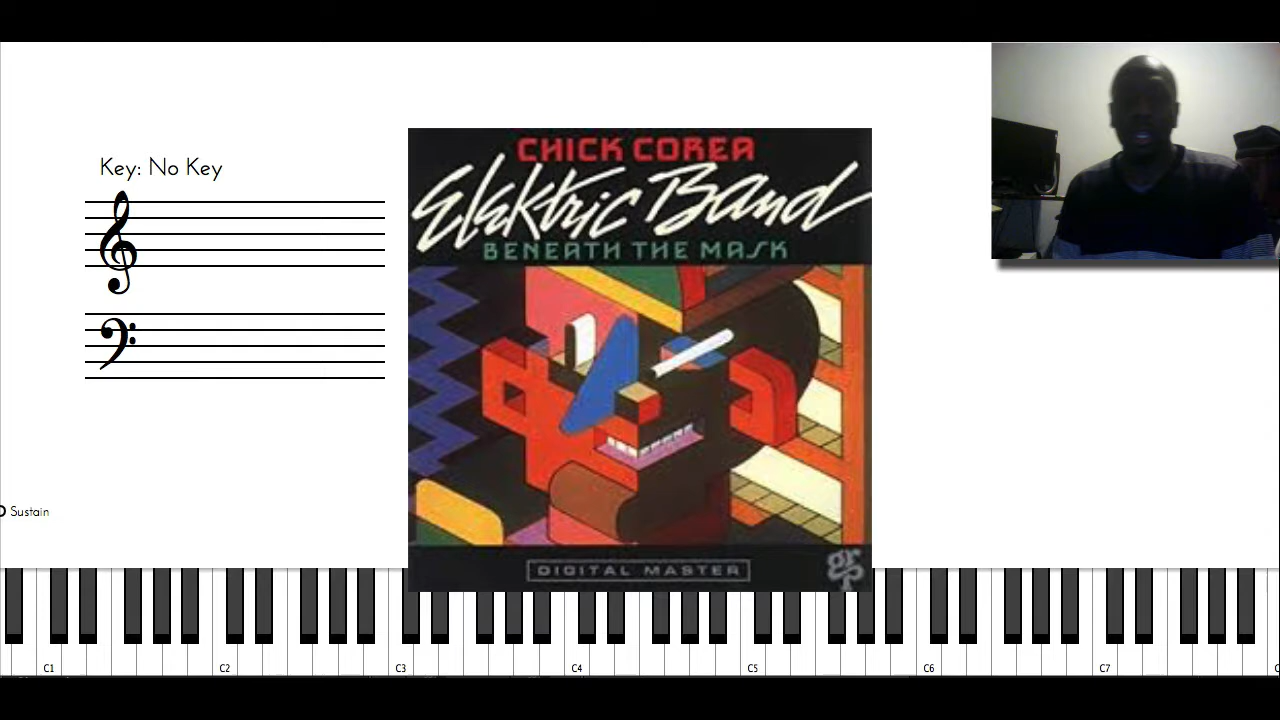 Key: No Key
CHICK COREA
Elektric Band
BENEATH THE MASK
Sustain
DIGITAL MASTER
grp
C1 C2 C3 C4 C5 C6 C7